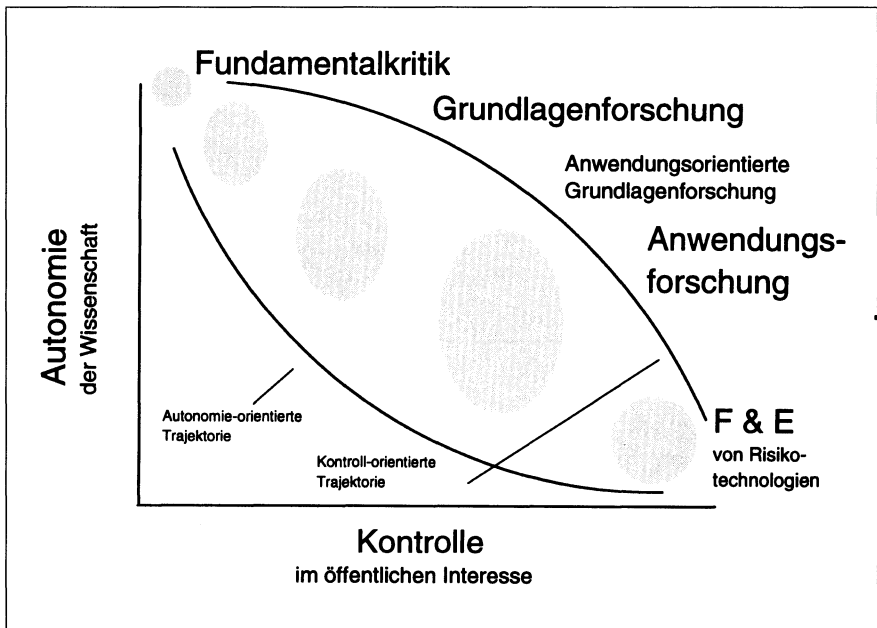 Fundamentalkritik
Grundlagenforschung
Anwendungsorientierte
Grundlagenforschung
Anwendungs-
forschung
Autonomie
der Wissenschaft
Autonomie-orientierte
Trajektorie
Kontroll-orientierte
Trajektorie
F & E
von Risiko-
technologien
Kontrolle
im öffentlichen Interesse